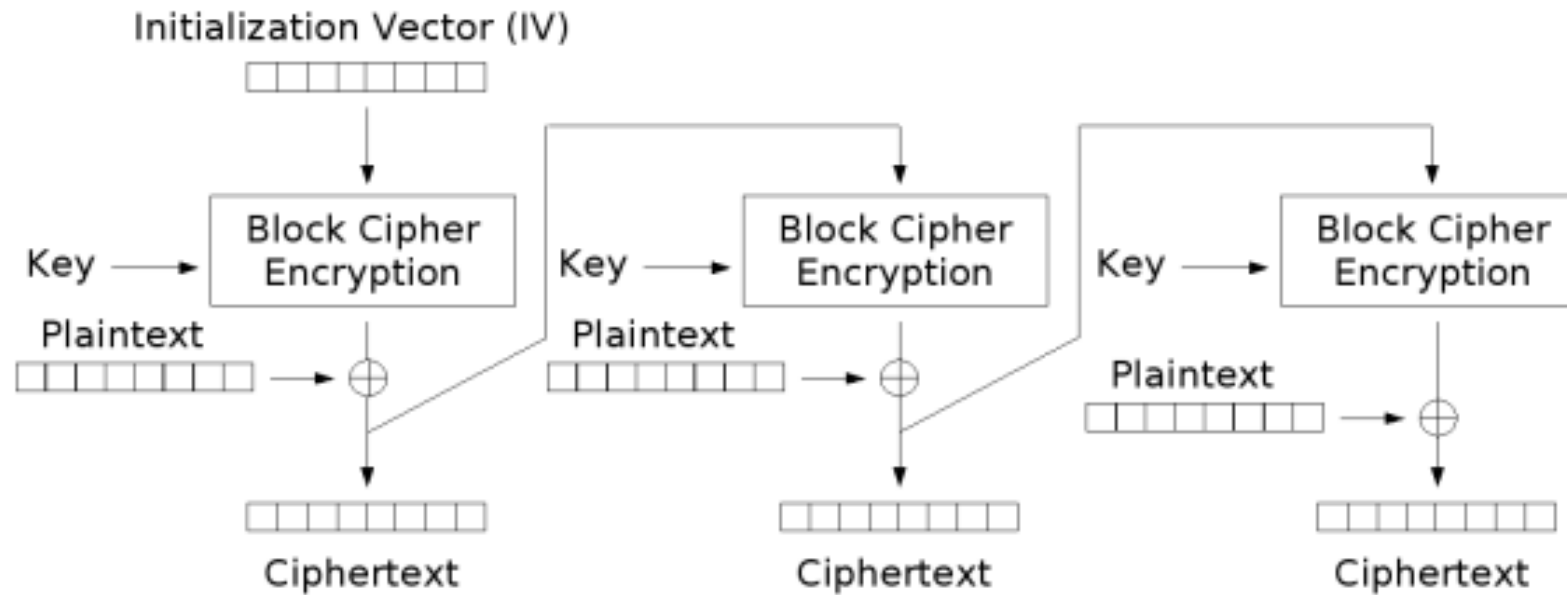 Initialization Vector (IV)
Block Cipher
Encryption
Block Cipher
Encryption
Block Cipher
Encryption
Key
Key
Key
Plaintext
Plaintext
Plaintext
Ciphertext
Ciphertext
Ciphertext